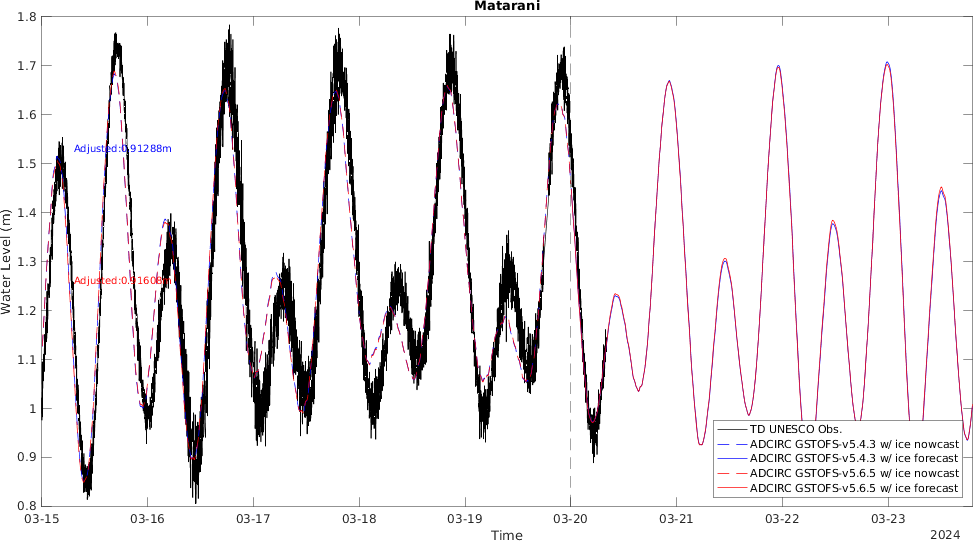 Matarani
1.8
1.7
1.6
1.5
1.4
1.3
1.2
1.1
1
0.9
0.8
Water Level (m)
Adjusted:0.91288m
Adjusted:0.91608m
TD UNESCO Obs.
ADCIRC GSTOFS-v5.4.3 w/ ice nowcast
ADCIRC GSTOFS-v5.4.3 w/ ice forecast
ADCIRC GSTOFS-v5.6.5 w/ ice nowcast
ADCIRC GSTOFS-v5.6.5 w/ ice forecast
03-15 03-16 03-17 03-18 03-19 03-20 03-21 03-22 03-23
Time
2024